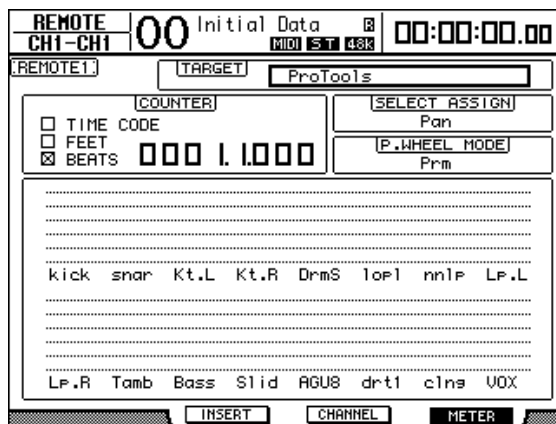 REMOTE
CH1-CH1
00 Initial Data R
MIDI ST 48K
00:00:00.00
REMOTE1
TARGET
ProTools
COUNTER
TIME CODE
FEET
BEATS
000 1.1.000
SELECT ASSIGN
Pan
P.WHEEL MODE
Prm
kick snar Kt.L Kt.R DrmS lop1 nnlp Lp.L
Lp.R Tamb Bass Slid AGU8 drt1 clng VOX
INSERT CHANNEL METER